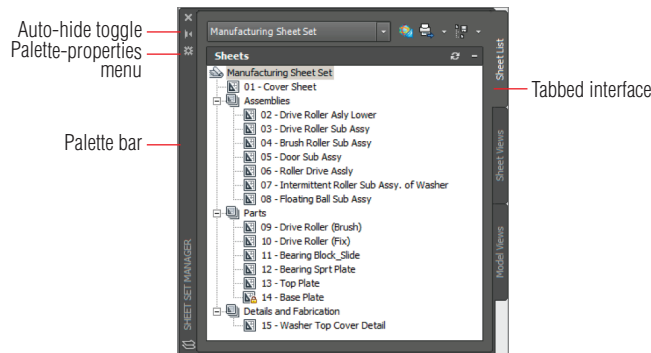 Auto-hide toggle
Palette-properties
menu
Palette bar
Tabbed interface
Manufacturing Sheet Set
Sheets
Manufacturing Sheet Set
01 - Cover Sheet
Assemblies
02 - Drive Roller Asly Lower
03 - Drive Roller Sub Assy
04 - Brush Roller Sub Assy
05 - Door Sub Assy
06 - Roller Drive Assly
07 - Intermittent Roller Sub Assy. of Washer
08 - Floating Ball Sub Assy
Parts
09 - Drive Roller (Brush)
10 - Drive Roller (Fix)
11 - Bearing Block_Slide
12 - Bearing Sprt Plate
13 - Top Plate
14 - Base Plate
Details and Fabrication
15 - Washer Top Cover Detail
Sheet List
Sheet Views
Model Views
SHEET SET MANAGER